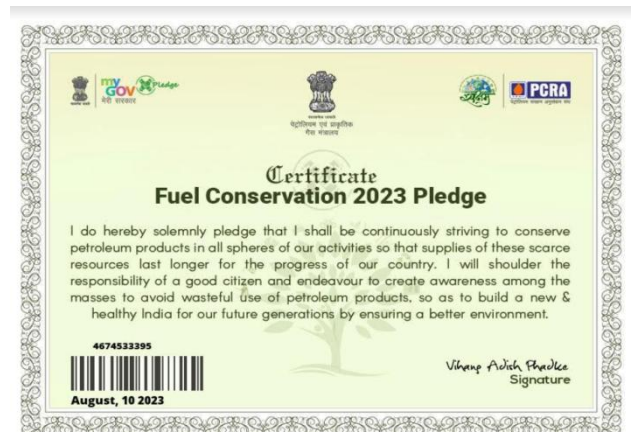 myGOV Pledge
मेरी सरकार
पेट्रोलियम एवं प्राकृतिक
गैस मंत्रालय
PCRA
Certificate
Fuel Conservation 2023 Pledge
I do hereby solemnly pledge that I shall be continuously striving to conserve
petroleum products in all spheres of our activities so that supplies of these scarce
resources last longer for the progress of our country. I will shoulder the
responsibility of a good citizen and endeavour to create awareness among the
masses to avoid wasteful use of petroleum products, so as to build a new &
healthy India for our future generations by ensuring a better environment.
4674533395
August, 10 2023
Vihang Adish Phadke
Signature